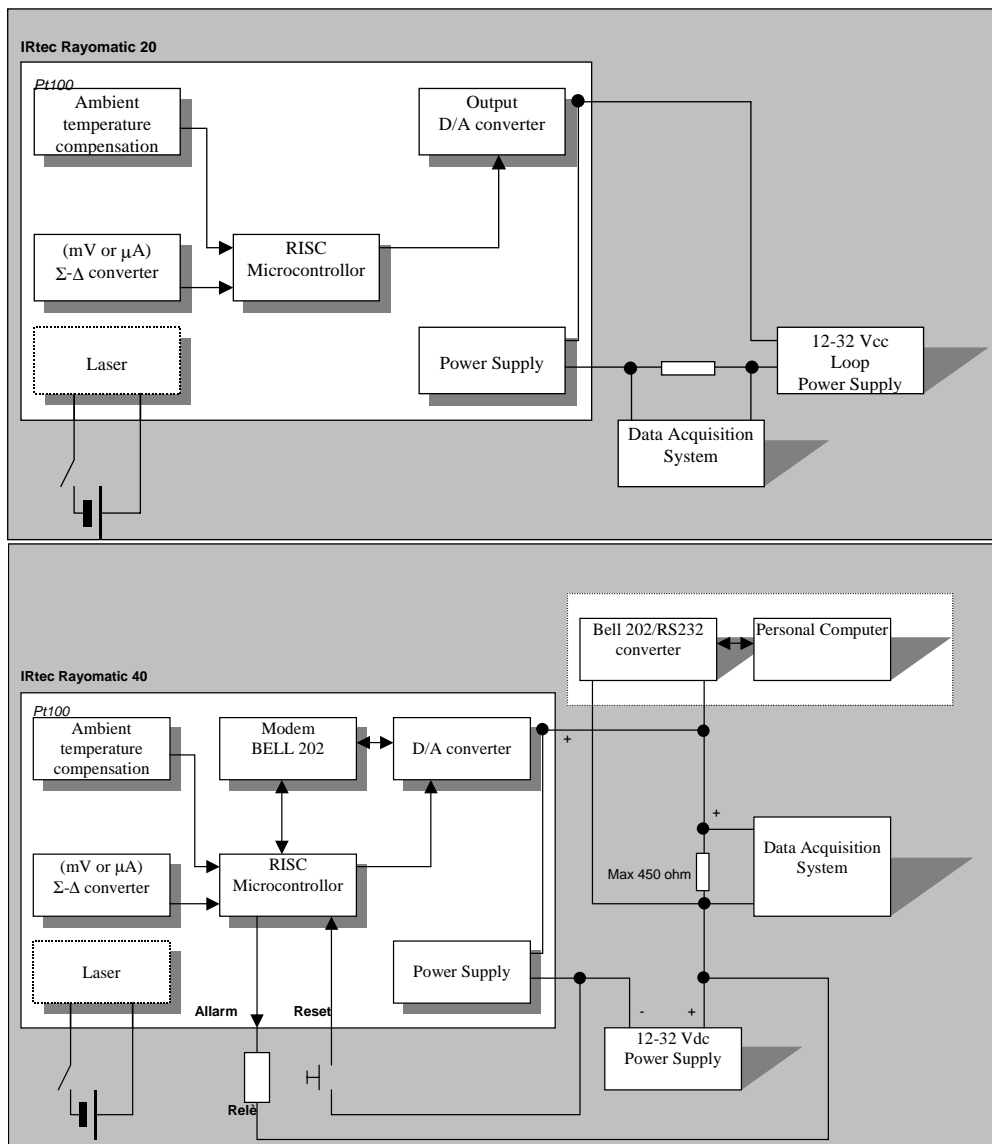 IRtec Rayomatic 20
Pt100
Ambient
temperature
compensation
Output
D/A converter
(mV or μA)
Σ-Δ converter
RISC
Microcontrollor
Laser
Power Supply
12-32 Vcc
Loop
Power Supply
Data Acquisition
System
Bell 202/RS232
converter
Personal Computer
IRtec Rayomatic 40
Pt100
Ambient
temperature
compensation
Modem
BELL 202
D/A converter
+
+
(mV or μA)
Σ-Δ converter
RISC
Microcontrollor
Max 450 ohm
Data Acquisition
System
Laser
Power Supply
Allarm
Reset
-
+
12-32 Vdc
Power Supply
Relè